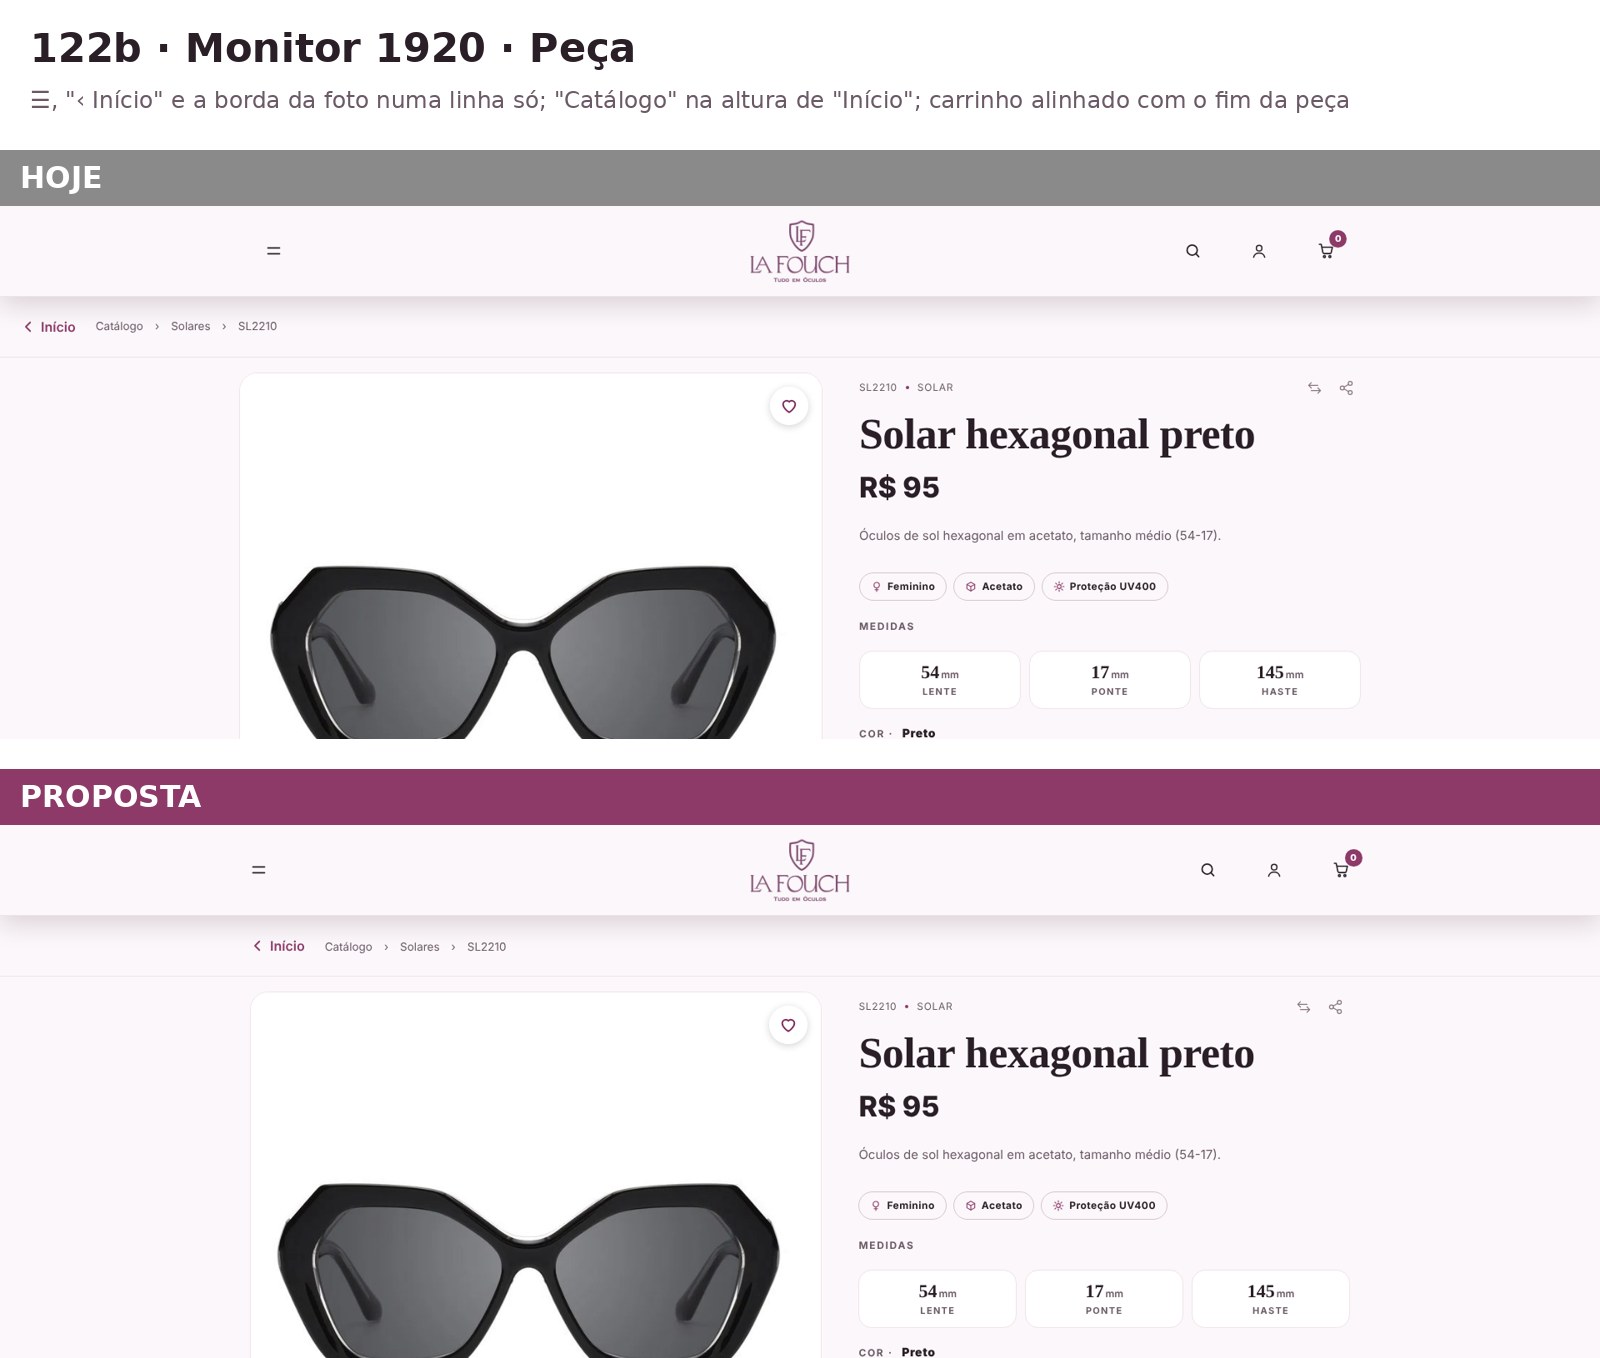 122b · Monitor 1920 · Peça
☰, "‹ Início" e a borda da foto numa linha só; "Catálogo" na altura de "Início"; carrinho alinhado com o fim da peça
HOJE
LF
LA FOUCH
TUDO EM ÓCULOS
0
‹ Início Catálogo › Solares › SL2210
SL2210 • SOLAR
Solar hexagonal preto
R$ 95
Óculos de sol hexagonal em acetato, tamanho médio (54-17).
Feminino Acetato Proteção UV400
MEDIDAS
54 mm 17 mm 145 mm
LENTE PONTE HASTE
COR · Preto
PROPOSTA
LF
LA FOUCH
TUDO EM ÓCULOS
0
‹ Início Catálogo › Solares › SL2210
SL2210 • SOLAR
Solar hexagonal preto
R$ 95
Óculos de sol hexagonal em acetato, tamanho médio (54-17).
Feminino Acetato Proteção UV400
MEDIDAS
54 mm 17 mm 145 mm
LENTE PONTE HASTE
COR · Preto